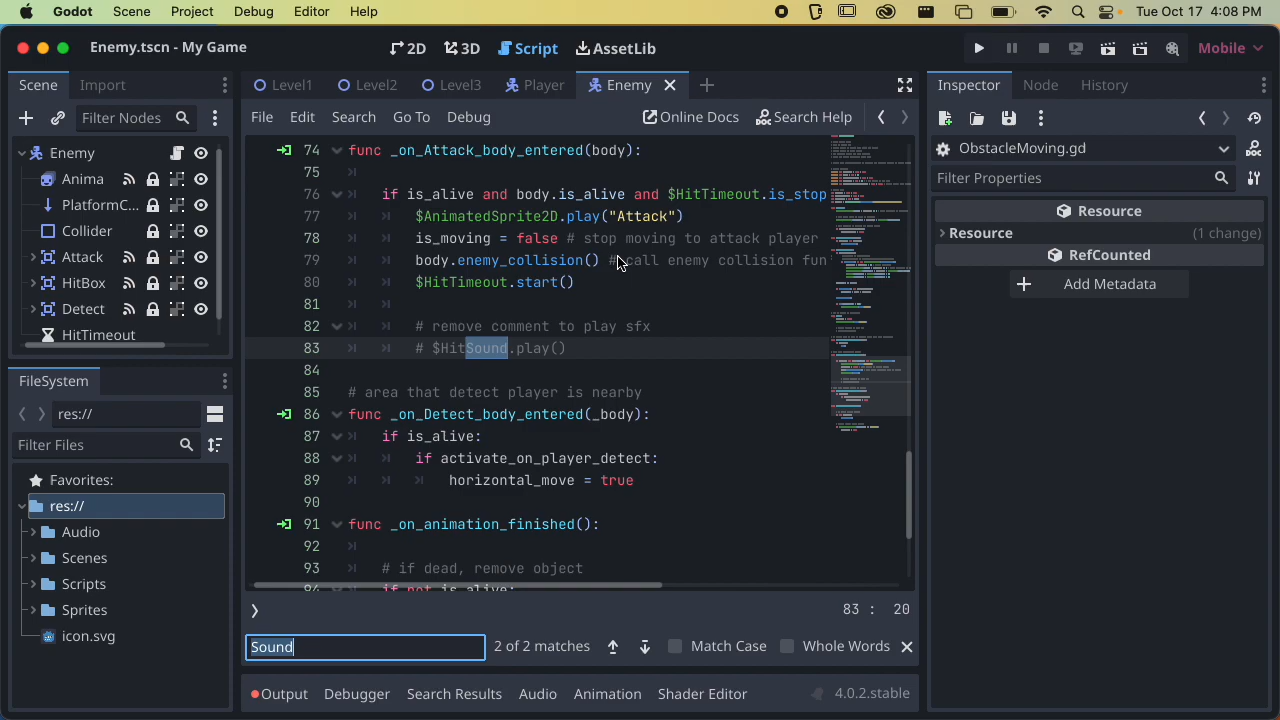 Godot Scene Project Debug Editor Help Tue Oct 17 4:08 PM
Enemy.tscn - My Game 2D 3D Script AssetLib Mobile
Scene Import Level1 Level2 Level3 Player Enemy Inspector Node History
Filter Nodes File Edit Search Go To Debug Online Docs Search Help
Enemy
Anima
PlatformC
Collider
Attack
HitBo
Detect
HitTimeout
74 func _on_Attack_body_entered(body):
75
76 if is_alive and body.is_alive and $HitTimeout.is_stop
77 $AnimatedSprite2D.play("Attack")
78 is_moving = false # stop moving to attack player
79 body.enemy_collision() # call enemy collision fun
80 $HitTimeout.start()
81
82 # remove comment to play sfx
83 # $HitSound.play()
84
85 # area that detect player is nearby
86 func _on_Detect_body_entered(_body):
87 if is_alive:
88 if activate_on_player_detect:
89 horizontal_move = true
90
91 func _on_animation_finished():
92
93 # if dead, remove object
94 if not is_alive:
83 : 20
Sound 2 of 2 matches Match Case Whole Words
Output Debugger Search Results Audio Animation Shader Editor 4.0.2.stable
FileSystem
res://
Filter Files
Favorites:
res://
Audio
Scenes
Scripts
Sprites
icon.svg
ObstacleMoving.gd
Filter Properties
Resource
Resource (1 change)
RefCounted
Add Metadata